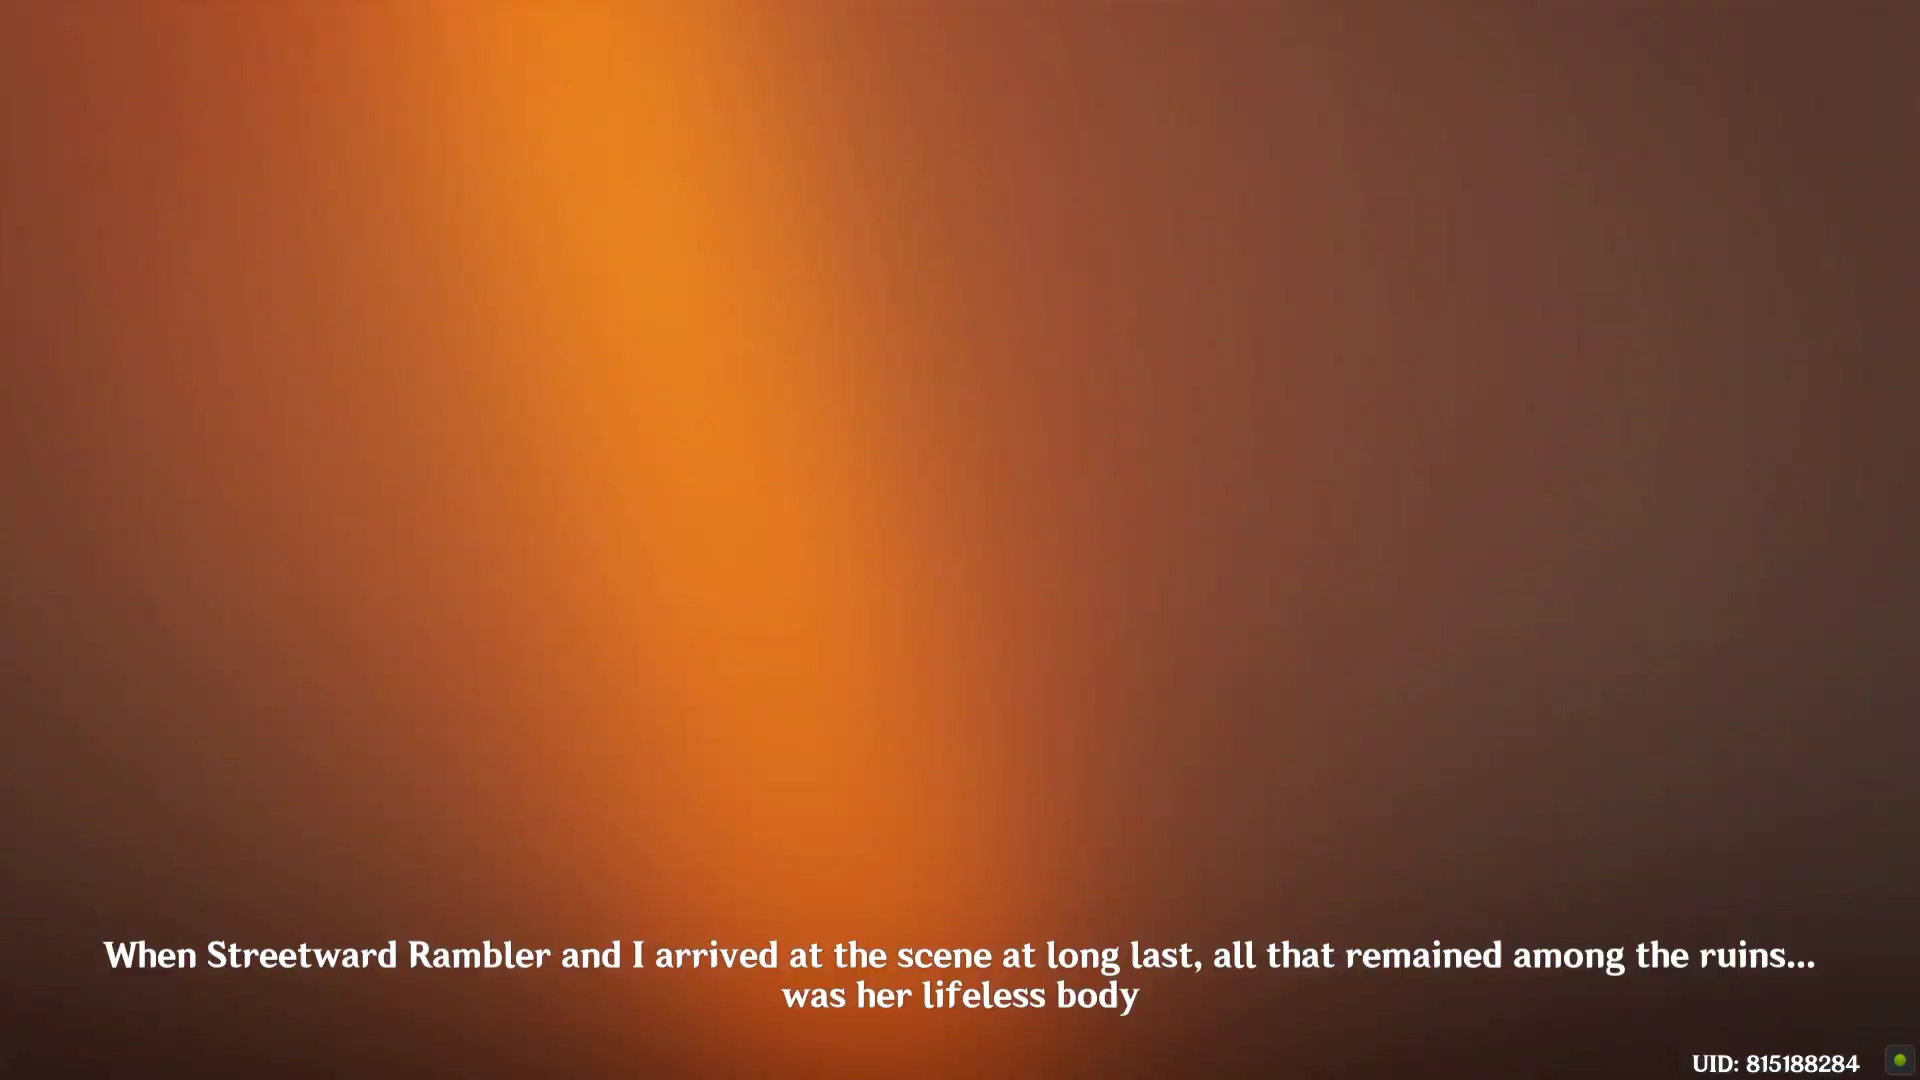 When Streetward Rambler and I arrived at the scene at long last, all that remained among the ruins...
was her lifeless body
UID: 815188284